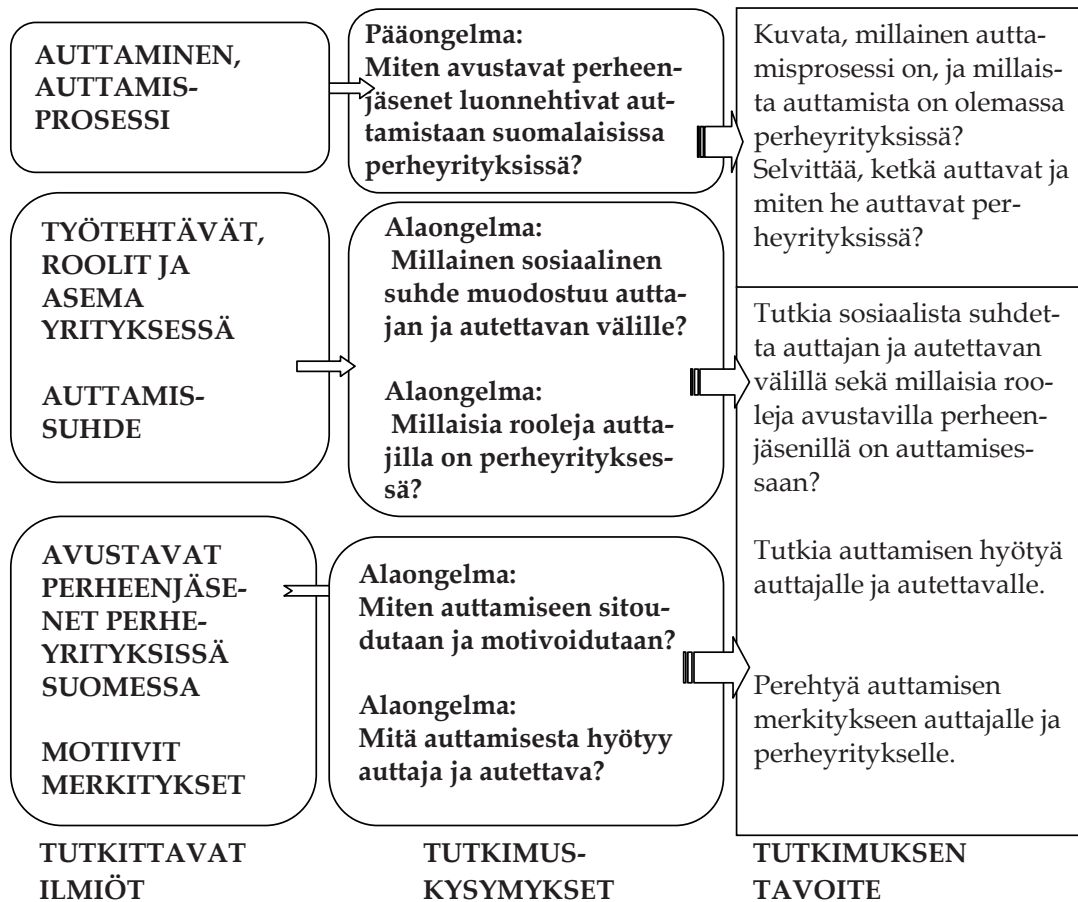 AUTTAMINEN,
AUTTAMIS-
PROSESSI
Pääongelma:
Miten avustavat perheen-
jäsenet luonnehtivat aut-
tamistaan suomalaisissa
perheyrityksissä?
Kuvata, millainen autta-
misprosessi on, ja millais-
ta auttamista on olemassa
perheyrityksissä?
Selvittää, ketkä auttavat ja
miten he auttavat per-
heyrityksissä?
TYÖTEHTÄVÄT,
ROOLIT JA
ASEMA
YRITYKSESSÄ
AUTTAMIS-
SUHDE
Alaongelma:
Millainen sosiaalinen
suhde muodostuu autta-
jan ja autettavan välille?
Alaongelma:
Millaisia rooleja autta-
jilla on perheyritykses-
sä?
Tutkia sosiaalista suhdet-
ta auttajan ja autettavan
välillä sekä millaisia roo-
leja avustavilla perheen-
jäsenillä on auttamises-
saan?
Tutkia auttamisen hyötyä
auttajalle ja autettavalle.
Perehtyä auttamisen
merkitykseen auttajalle ja
perheyritykselle.
AVUSTAVAT
PERHEENJÄSE-
NET PERHE-
YRITYKSISSÄ
SUOMESSA
MOTIIVIT
MERKITYKSET
Alaongelma:
Miten auttamiseen sitou-
dutaan ja motivoidutaan?
Alaongelma:
Mitä auttamisesta hyötyy
auttaja ja autettava?
TUTKITTAVAT
ILMIÖT
TUTKIMUS-
KYSYMYKSET
TUTKIMUKSEN
TAVOITE